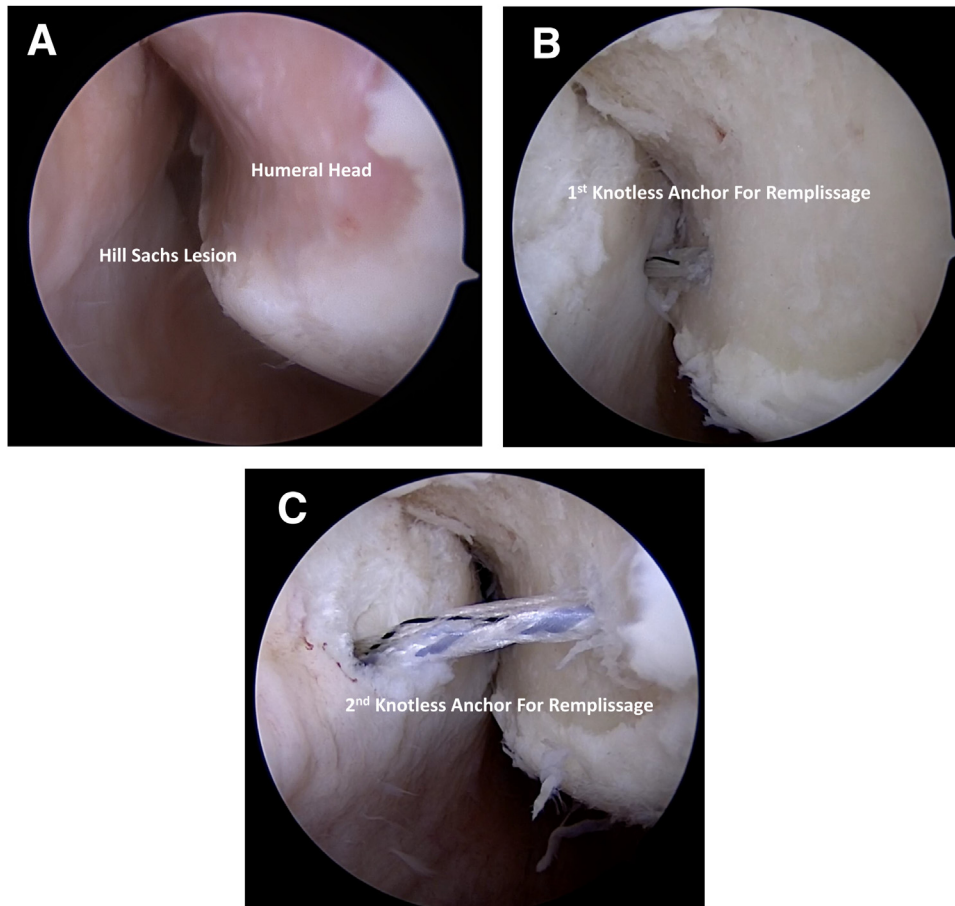 A
Humeral Head
Hill Sachs Lesion
B
1st Knotless Anchor For Remplissage
C
2nd Knotless Anchor For Remplissage